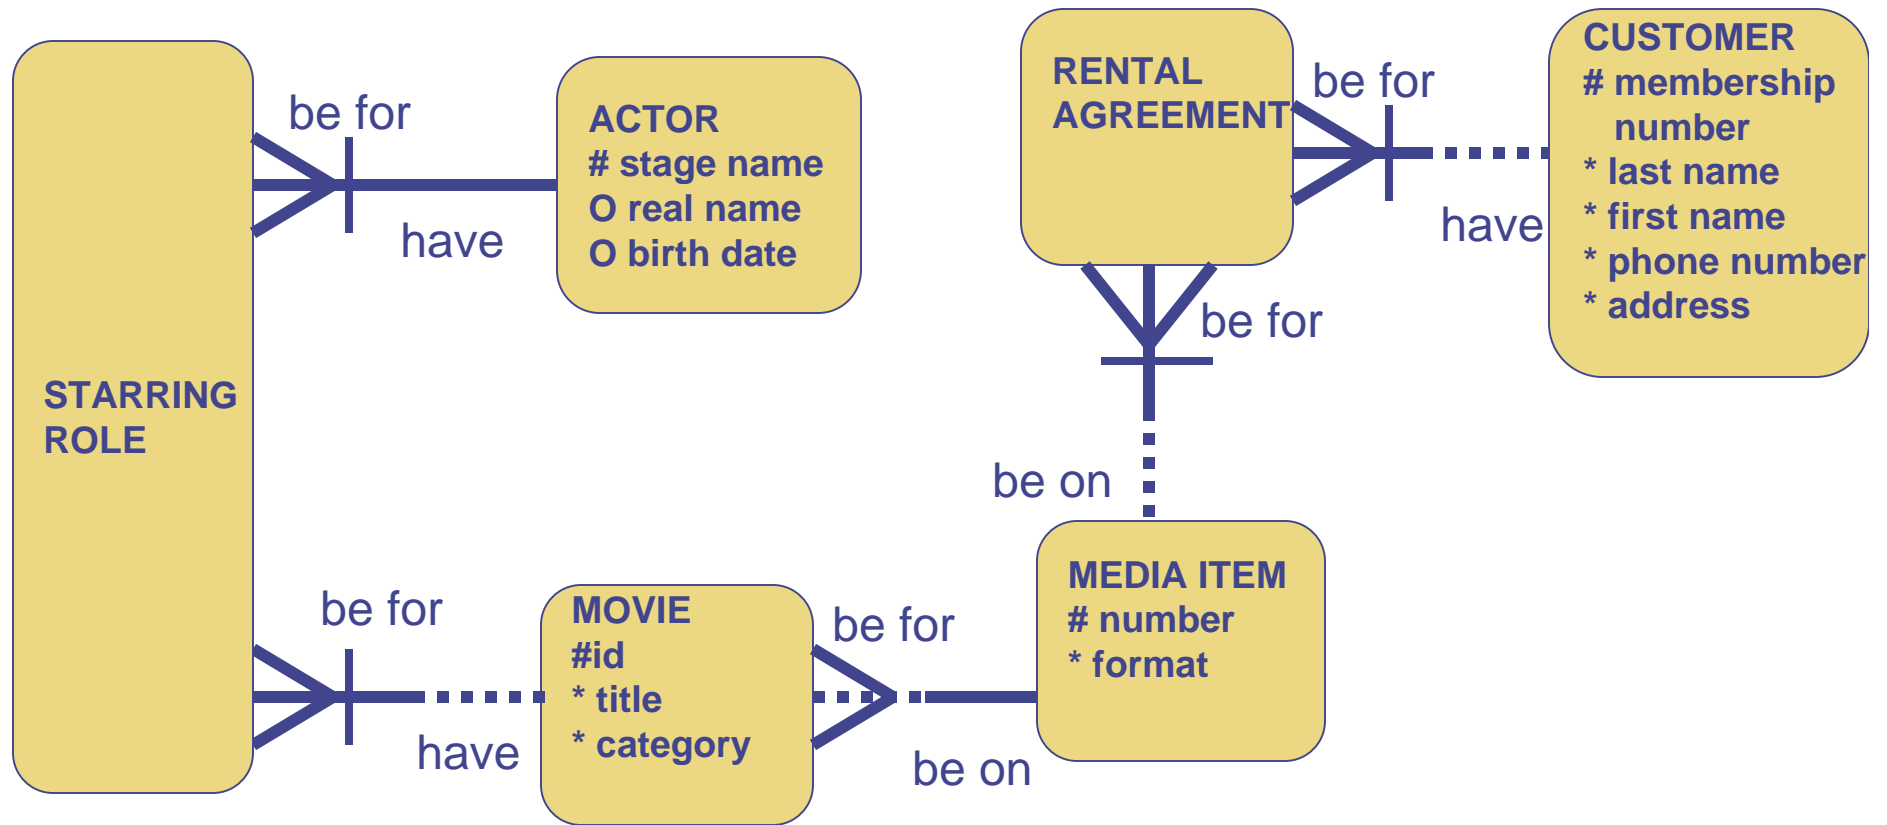 STARRING
ROLE
be for
have
ACTOR
# stage name
O real name
O birth date
RENTAL
AGREEMENT
be for
have
CUSTOMER
# membership
number
* last name
* first name
* phone number
* address
be for
be on
be for
have
MOVIE
#id
* title
* category
be for
be on
MEDIA ITEM
# number
* format